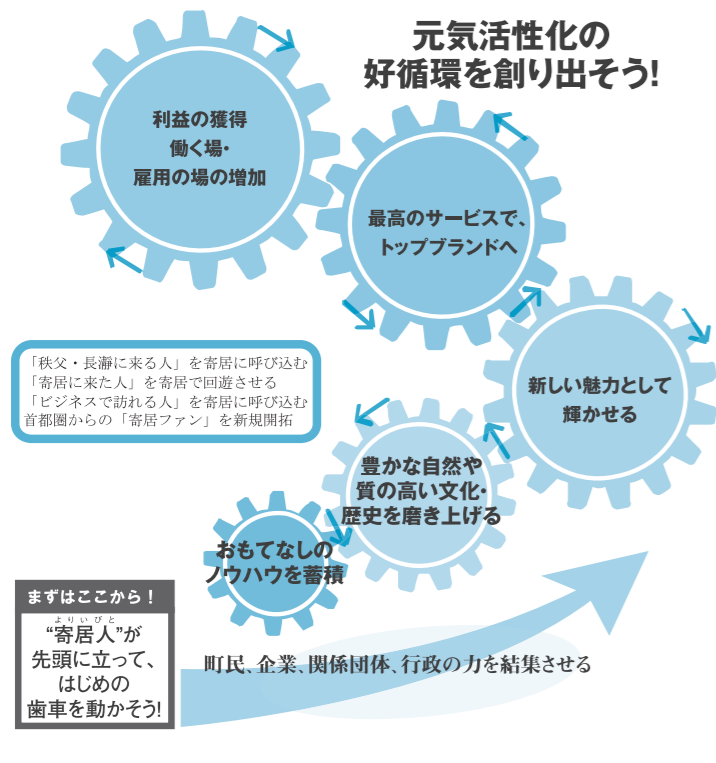 元気活性化の
好循環を創り出そう!
利益の獲得
働く場・
雇用の場の増加
最高のサービスで、
トップブランドへ
新しい魅力として
輝かせる
「秩父・長瀞に来る人」を寄居に呼び込む
「寄居に来た人」を寄居で回遊させる
「ビジネスで訪れる人」を寄居に呼び込む
首都圏からの「寄居ファン」を新規開拓
豊かな自然や
質の高い文化・
歴史を磨き上げる
おもてなしの
ノウハウを蓄積
まずはここから！
よりいびと
“寄居人”が
先頭に立って、
はじめの
歯車を動かそう!
町民、企業、関係団体、行政の力を結集させる